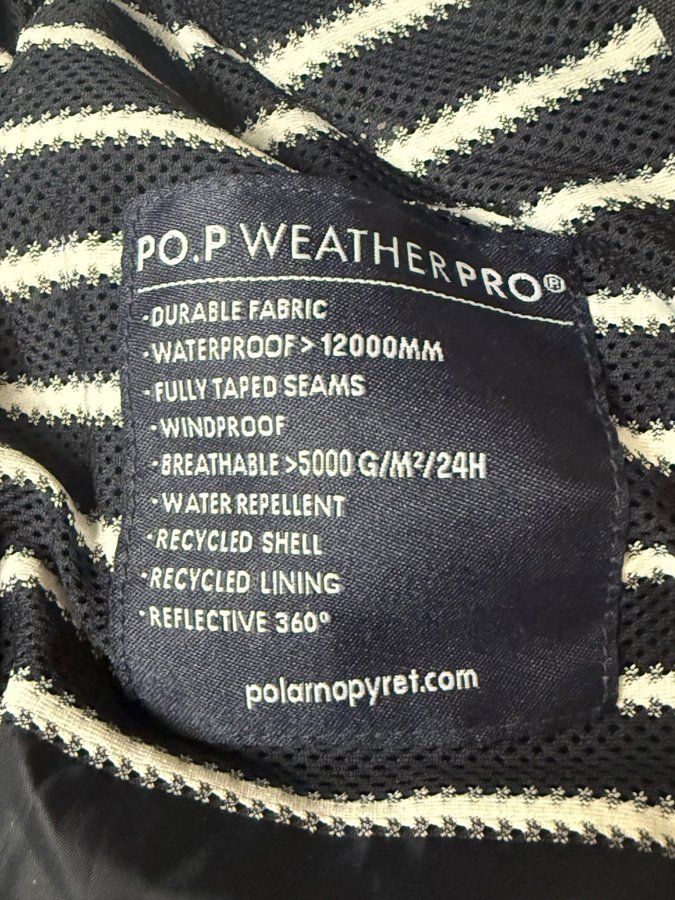 PO.P WEATHERPRO®
·DURABLE FABRIC
·WATERPROOF > 12000MM
·FULLY TAPED SEAMS
·WINDPROOF
·BREATHABLE >5000 G/M²/24H
·WATER REPELLENT
·RECYCLED SHELL
·RECYCLED LINING
·REFLECTIVE 360°
polarnopyret.com